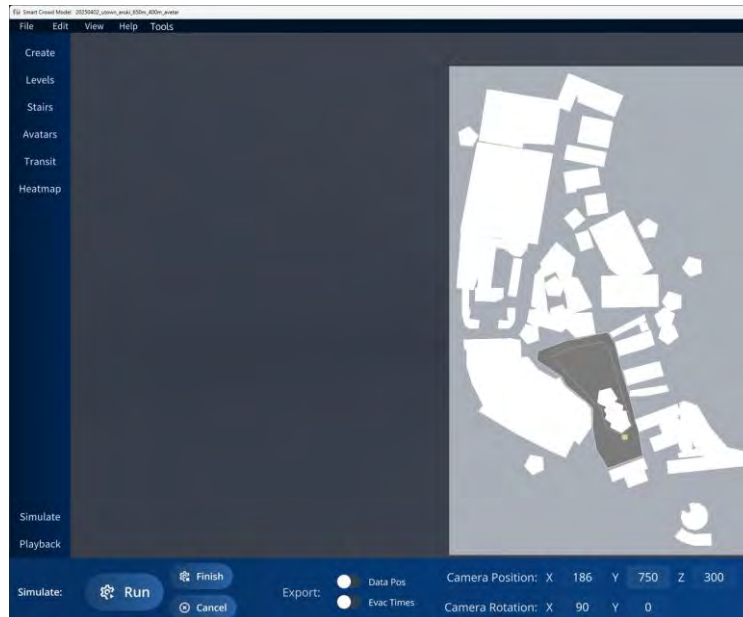 Smart Crowd Model
File Edit View Help Tools
Create
Levels
Stairs
Avatars
Transit
Heatmap
Simulate
Playback
Simulate:
Run
Finish
Cancel
Export:
Data Pos
Evac Times
Camera Position: X 186 Y 750 Z 300
Camera Rotation: X 90 Y 0